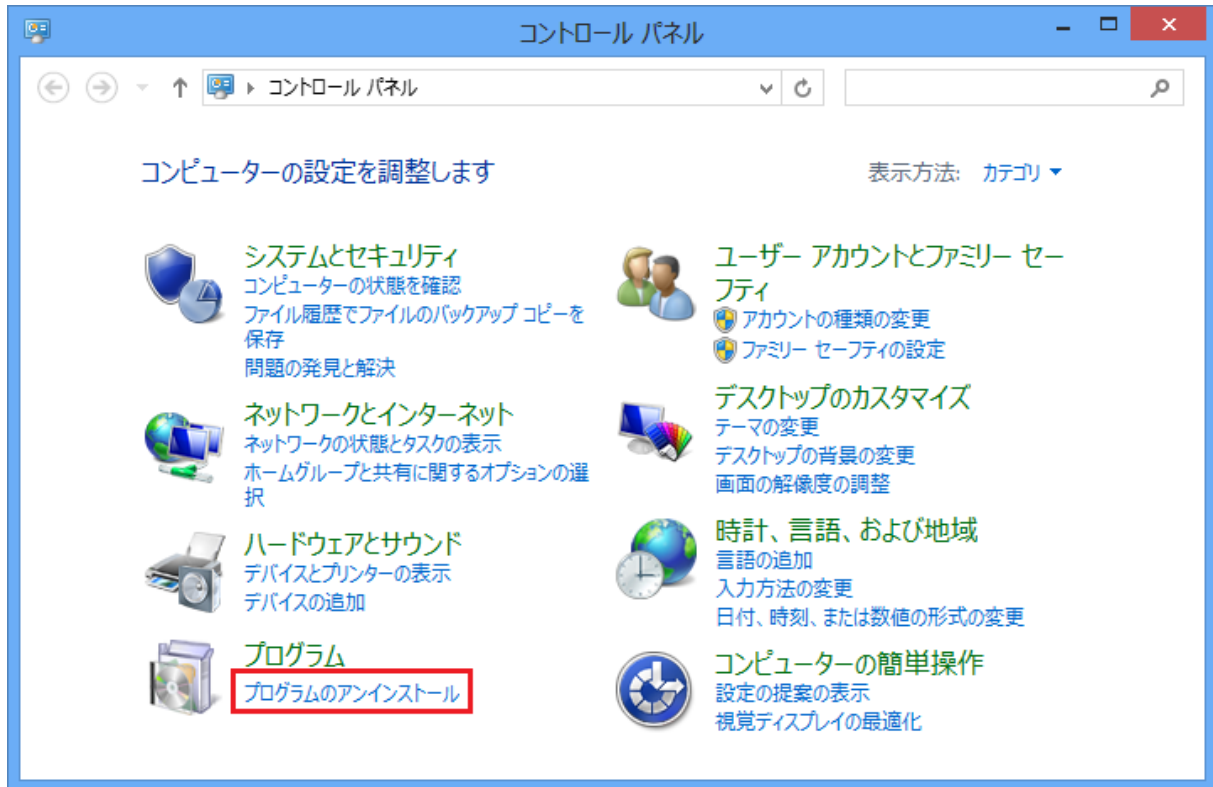 コントロール パネル
コントロール パネル
コンピューターの設定を調整します
表示方法: カテゴリ
システムとセキュリティ
コンピューターの状態を確認
ファイル履歴でファイルのバックアップ コピーを
保存
問題の発見と解決
ネットワークとインターネット
ネットワークの状態とタスクの表示
ホームグループと共有に関するオプションの選
択
ハードウェアとサウンド
デバイスとプリンターの表示
デバイスの追加
プログラム
プログラムのアンインストール
ユーザー アカウントとファミリー セー
フティ
アカウントの種類の変更
ファミリー セーフティの設定
デスクトップのカスタマイズ
テーマの変更
デスクトップの背景の変更
画面の解像度の調整
時計、言語、および地域
言語の追加
入力方法の変更
日付、時刻、または数値の形式の変更
コンピューターの簡単操作
設定の提案の表示
視覚ディスプレイの最適化